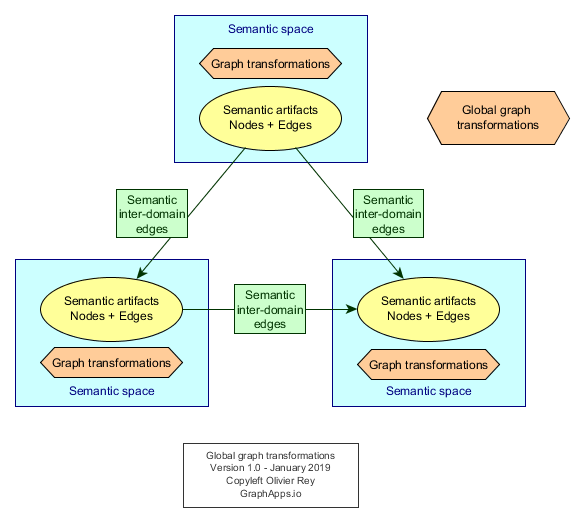 Semantic space
Graph transformations
Semantic artifacts
Nodes + Edges
Global graph
transformations
Semantic
inter-domain
edges
Semantic
inter-domain
edges
Semantic artifacts
Nodes + Edges
Graph transformations
Semantic space
Semantic
inter-domain
edges
Semantic artifacts
Nodes + Edges
Graph transformations
Semantic space
Global graph transformations
Version 1.0 - January 2019
Copyleft Olivier Rey
GraphApps.io